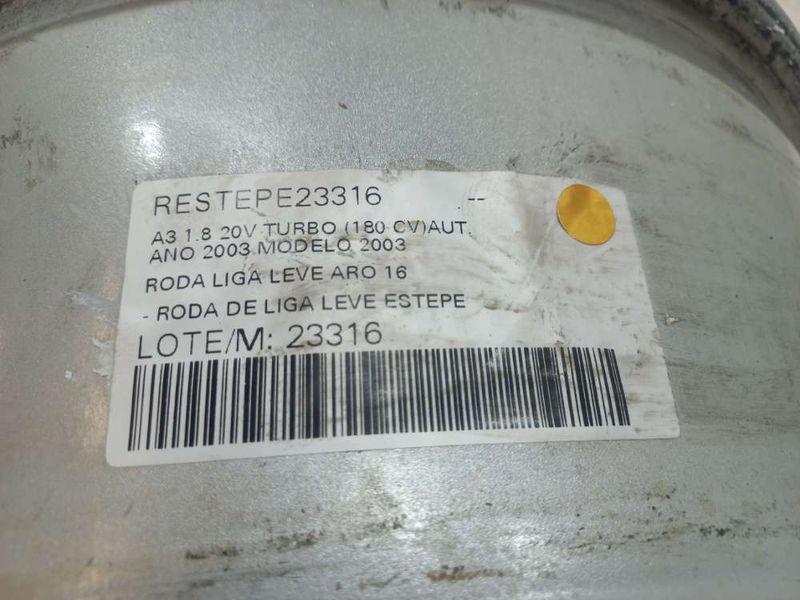 RESTEPE23316 --
A3 1.8 20V TURBO (180 CV)AUT.
ANO 2003 MODELO 2003
RODA LIGA LEVE ARO 16
- RODA DE LIGA LEVE ESTEPE
LOTE/M: 23316